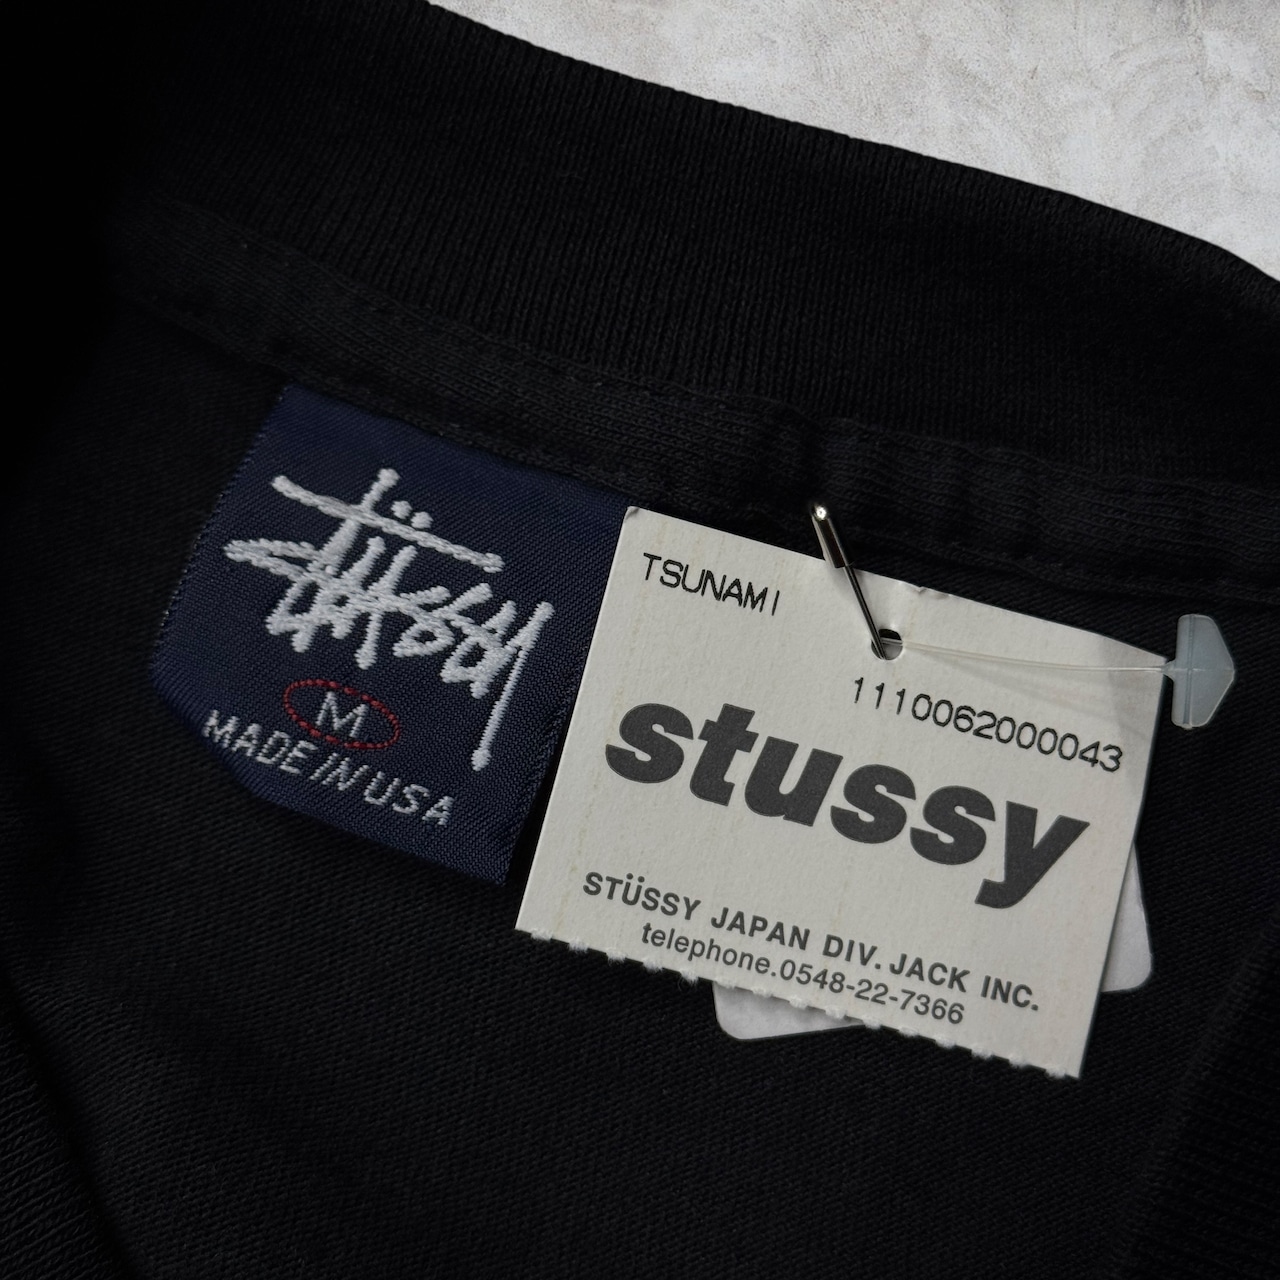 Stüssy
M
MADE IN USA
TSUNAMI
1110062000043
stussy
STÜSSY JAPAN DIV. JACK INC.
telephone.0548-22-7366